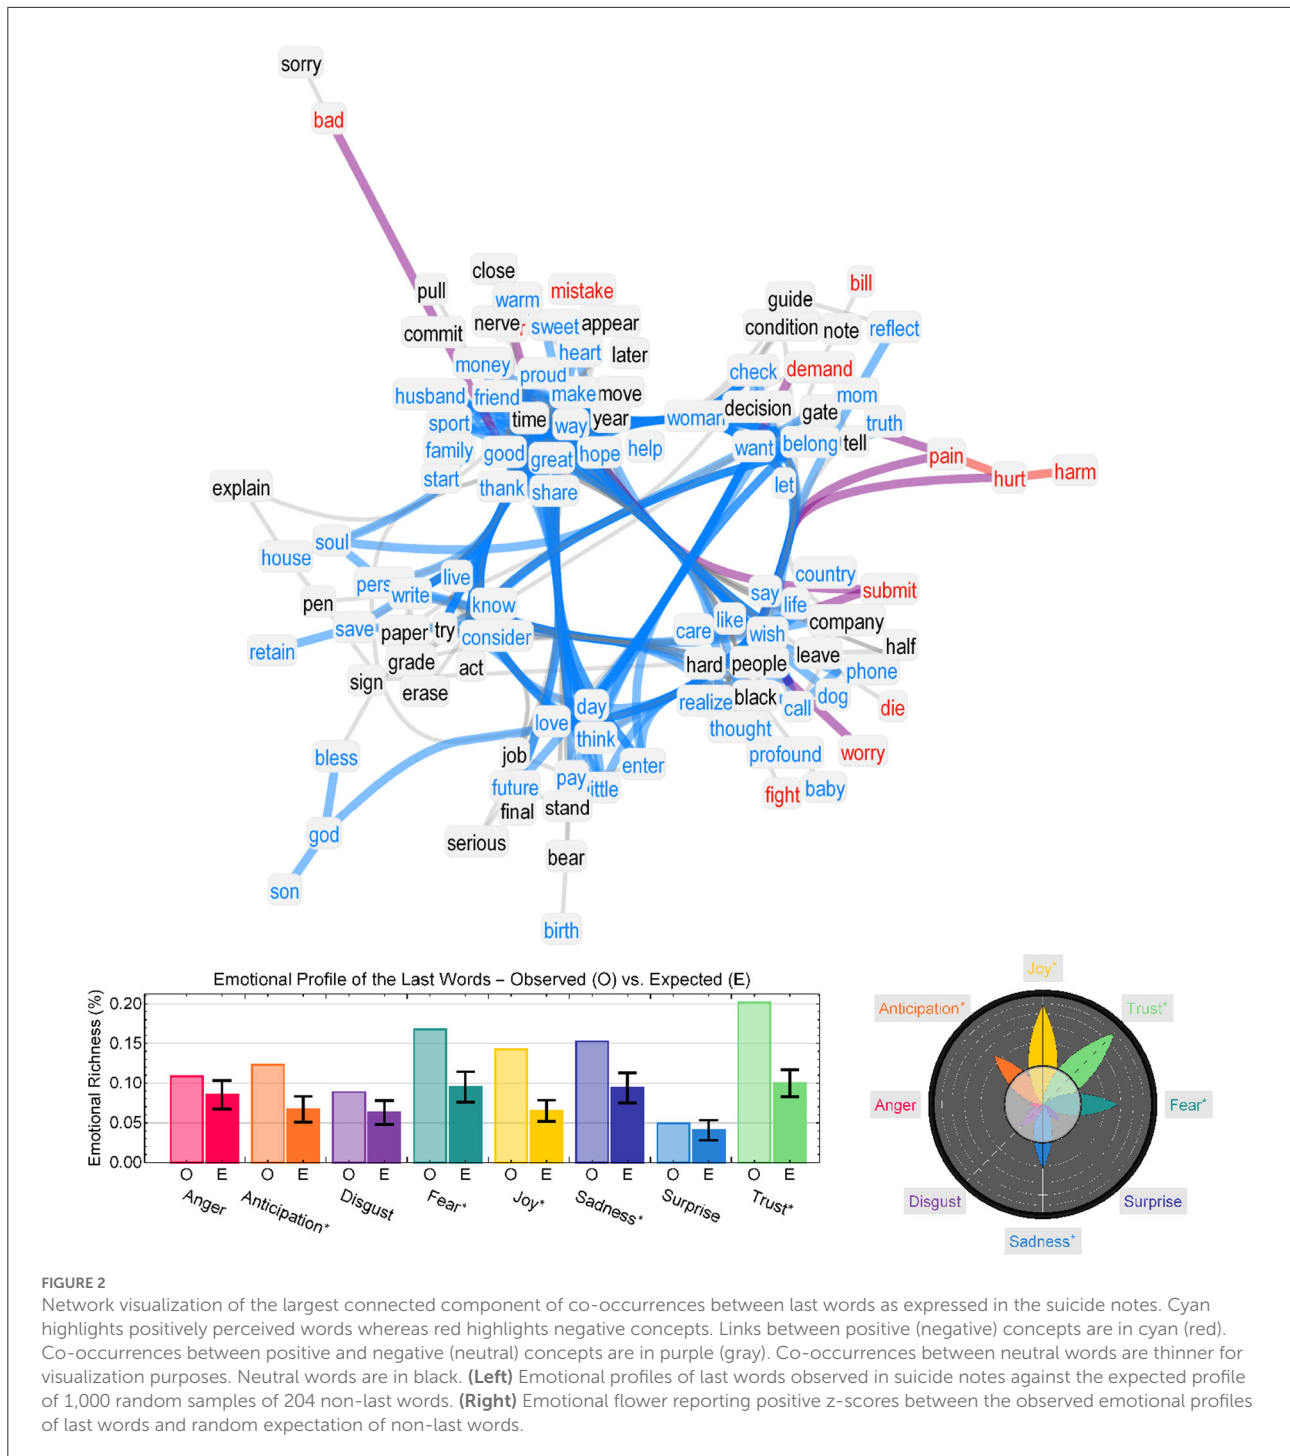 sorry
bad
close
pull
warm
mistake
guide
bill
commit
nerve
sweet
appear
condition
note
reflect
money
heart
later
proud
check
demand
husband
friend
make
move
mom
sport
time
way
year
woman
decision
gate
truth
family
good
great
hope
help
want
belong
tell
pain
start
thank
share
let
hurt
harm
explain
soul
house
live
country
pers
write
say
submit
pen
know
like
life
save
paper
try
consider
care
wish
company
retain
grade
act
hard
people
leave
half
sign
erase
phone
day
realize
black
call
dog
die
love
think
thought
bless
job
enter
profound
worry
future
pay
ittle
fight
baby
final
stand
god
serious
bear
son
birth
Emotional Profile of the Last Words – Observed (O) vs. Expected (E)
Emotional Richness (%)
0.20
0.15
0.10
0.05
0.00
O E O E O E O E O E O E O E O E
Anger Anticipation* Disgust Fear* Joy* Sadness* Surprise Trust*
Joy*
Anticipation* Trust*
Anger Fear*
Disgust Surprise
Sadness*
FIGURE 2
Network visualization of the largest connected component of co-occurrences between last words as expressed in the suicide notes. Cyan
highlights positively perceived words whereas red highlights negative concepts. Links between positive (negative) concepts are in cyan (red).
Co-occurrences between positive and negative (neutral) concepts are in purple (gray). Co-occurrences between neutral words are thinner for
visualization purposes. Neutral words are in black. (Left) Emotional profiles of last words observed in suicide notes against the expected profile
of 1,000 random samples of 204 non-last words. (Right) Emotional flower reporting positive z-scores between the observed emotional profiles
of last words and random expectation of non-last words.